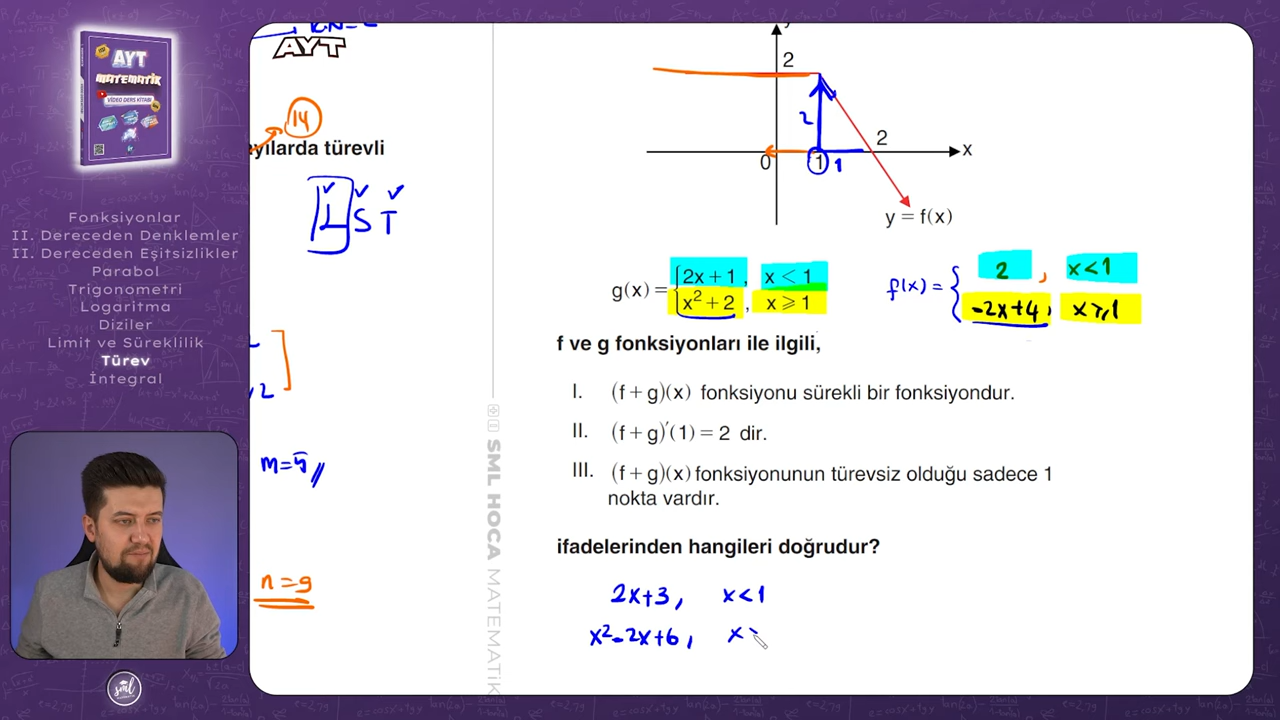 AYT
MATEMATİK
VİDEO DERS KİTABI
Fonksiyonlar
II. Dereceden Denklemler
II. Dereceden Eşitsizlikler
Parabol
Trigonometri
Logaritma
Diziler
Limit ve Süreklilik
Türev
İntegral
sml
AYT
14
ayılarda türevli
L S T
2
m=5
n=9
y
2
2
2
0
1
1
x
y = f(x)
g(x) = { 2x + 1, x < 1
x² + 2, x ⩾ 1
f(x) = { 2, x<1
-2x+4, x⩾1
f ve g fonksiyonları ile ilgili,
I. (f + g)(x) fonksiyonu sürekli bir fonksiyondur.
II. (f + g)′(1) = 2 dir.
III. (f + g)(x) fonksiyonunun türevsiz olduğu sadece 1
nokta vardır.
ifadelerinden hangileri doğrudur?
2x+3, x<1
x²-2x+6, x
SML HOCA MATEMATİK